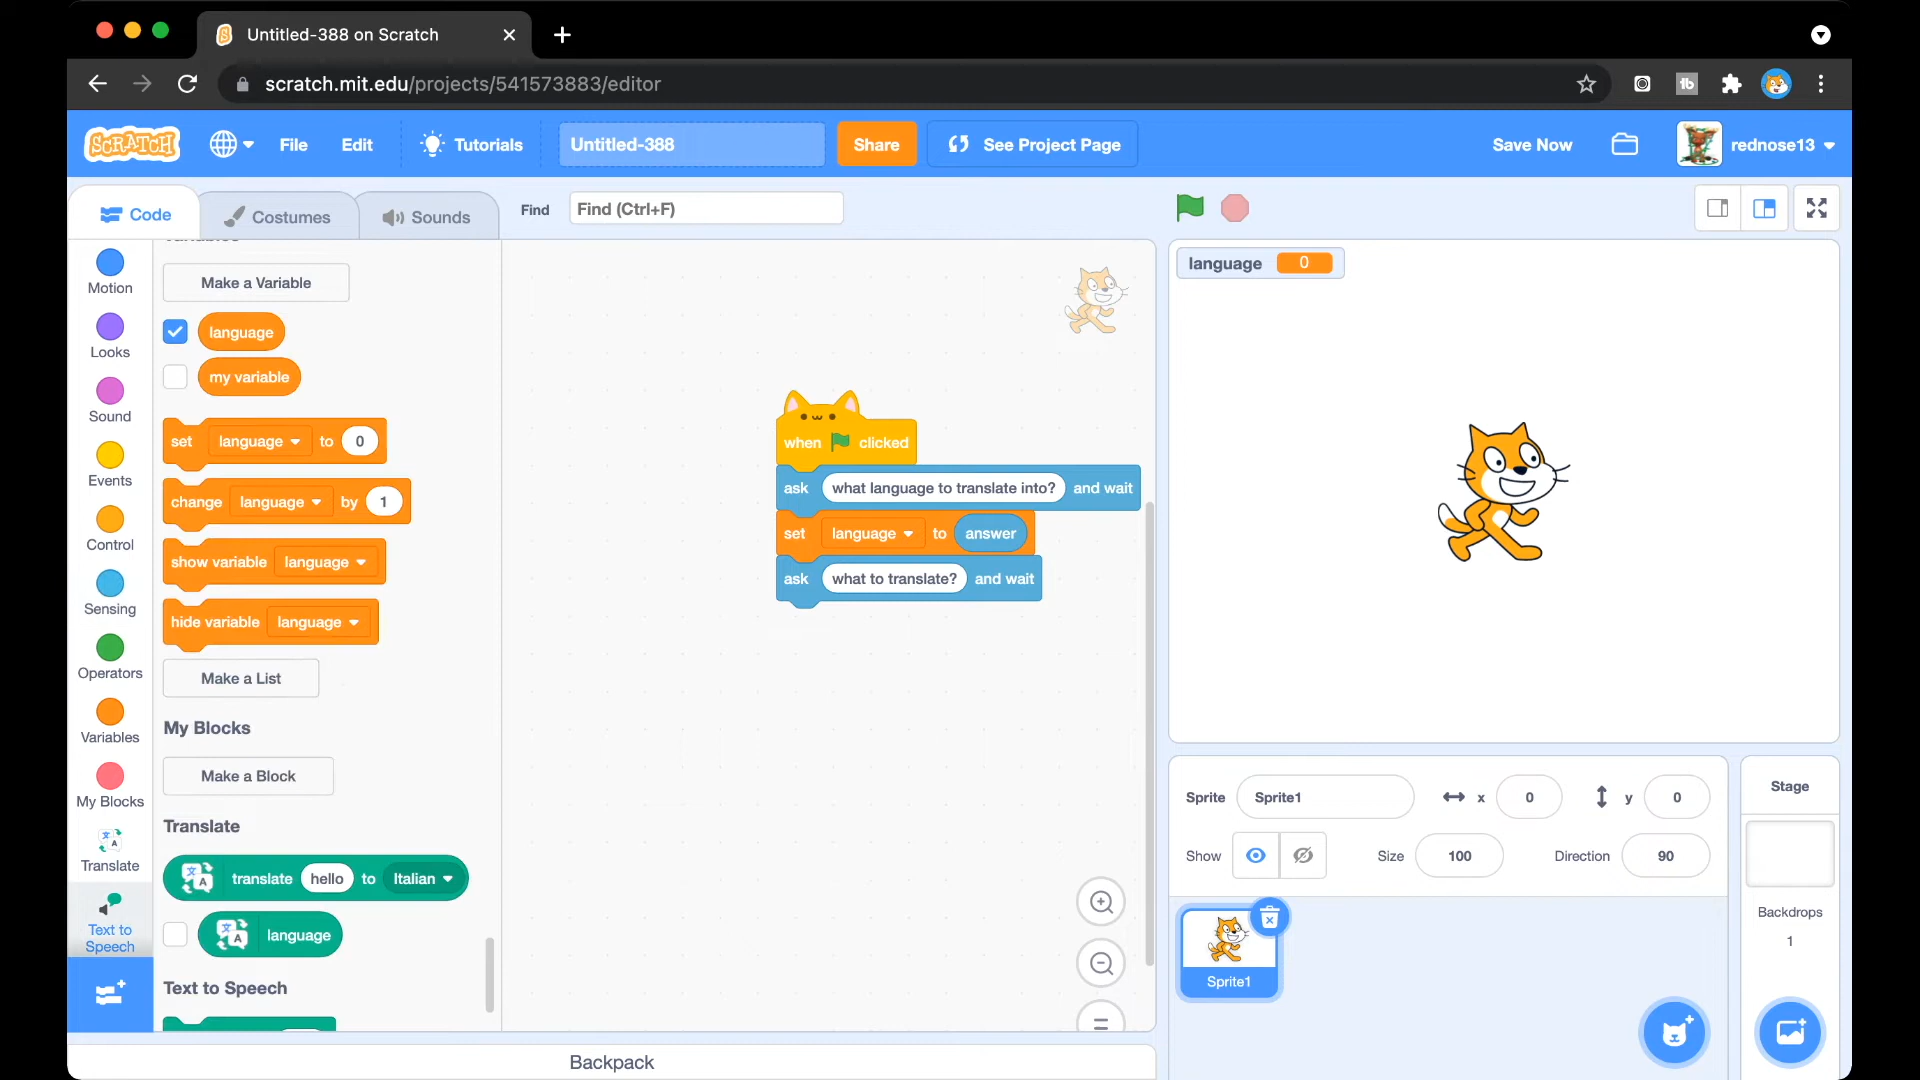 Untitled-388 on Scratch
scratch.mit.edu/projects/541573883/editor
tb
SCRATCH
File
Edit
Tutorials
Untitled-388
Share
See Project Page
Save Now
rednose13
Code
Costumes
Sounds
Find
Find (Ctrl+F)
Motion
Looks
Sound
Events
Control
Sensing
Operators
Variables
My Blocks
Translate
Text to
Speech
Variables
Make a Variable
language
my variable
set language to 0
change language by 1
show variable language
hide variable language
Make a List
My Blocks
Make a Block
Translate
translate hello to Italian
language
Text to Speech
when clicked
ask what language to translate into? and wait
set language to answer
ask what to translate? and wait
Backpack
language 0
Sprite Sprite1 x 0 y 0
Show Size 100 Direction 90
Sprite1
Stage
Backdrops
1